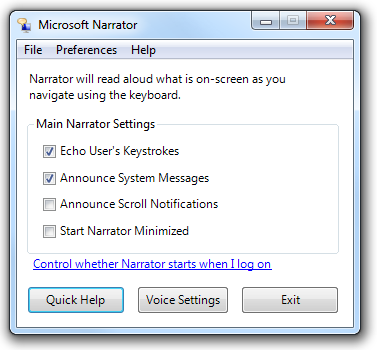 Microsoft Narrator
File Preferences Help
Narrator will read aloud what is on-screen as you
navigate using the keyboard.
Main Narrator Settings
Echo User's Keystrokes
Announce System Messages
Announce Scroll Notifications
Start Narrator Minimized
Control whether Narrator starts when I log on
Quick Help Voice Settings Exit